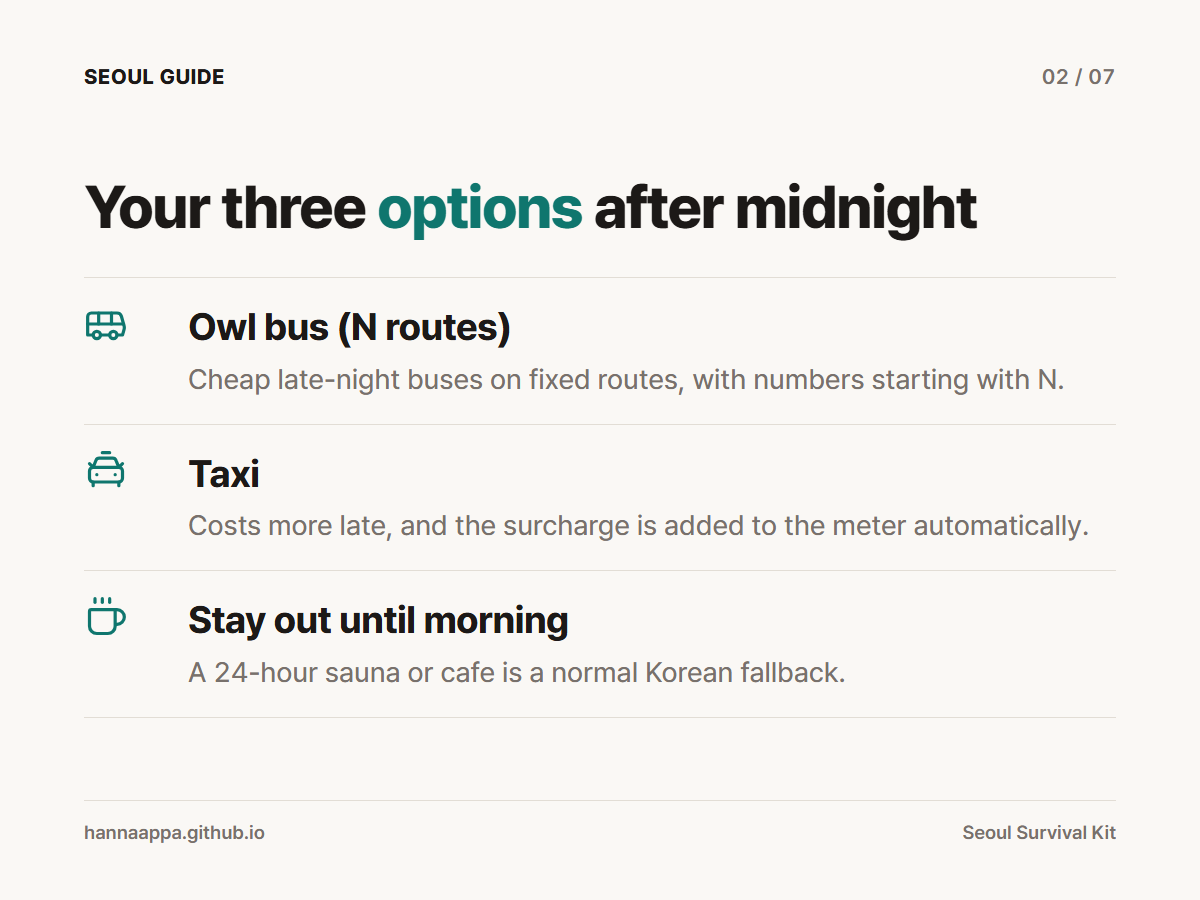 SEOUL GUIDE
02 / 07
Your three options after midnight
Owl bus (N routes)
Cheap late-night buses on fixed routes, with numbers starting with N.
Taxi
Costs more late, and the surcharge is added to the meter automatically.
Stay out until morning
A 24-hour sauna or cafe is a normal Korean fallback.
hannaappa.github.io
Seoul Survival Kit